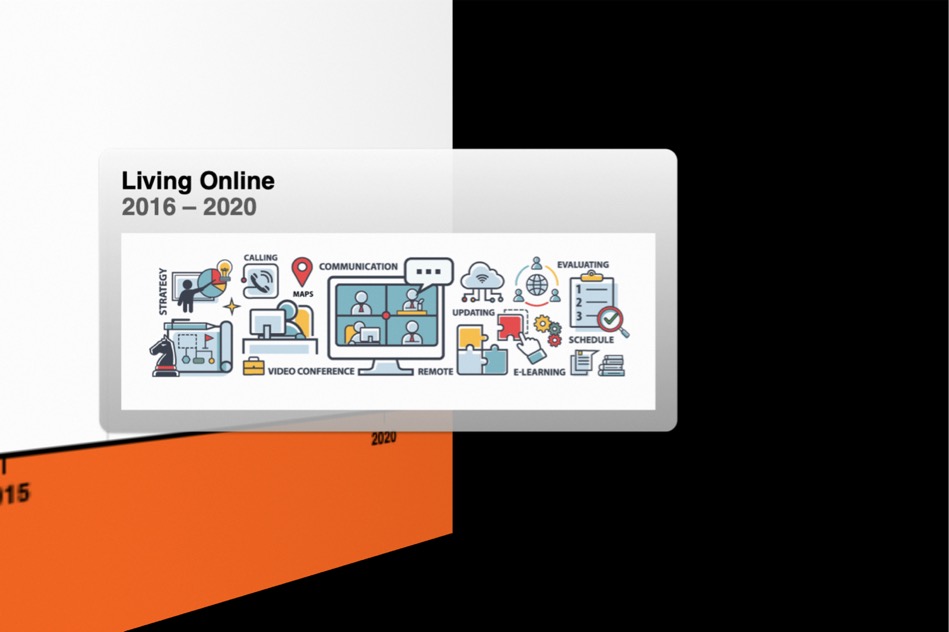 Living Online
2016 – 2020
STRATEGY
CALLING
MAPS
COMMUNICATION
EVALUATING
UPDATING
1
2
3
SCHEDULE
VIDEO CONFERENCE
REMOTE
E-LEARNING
2020